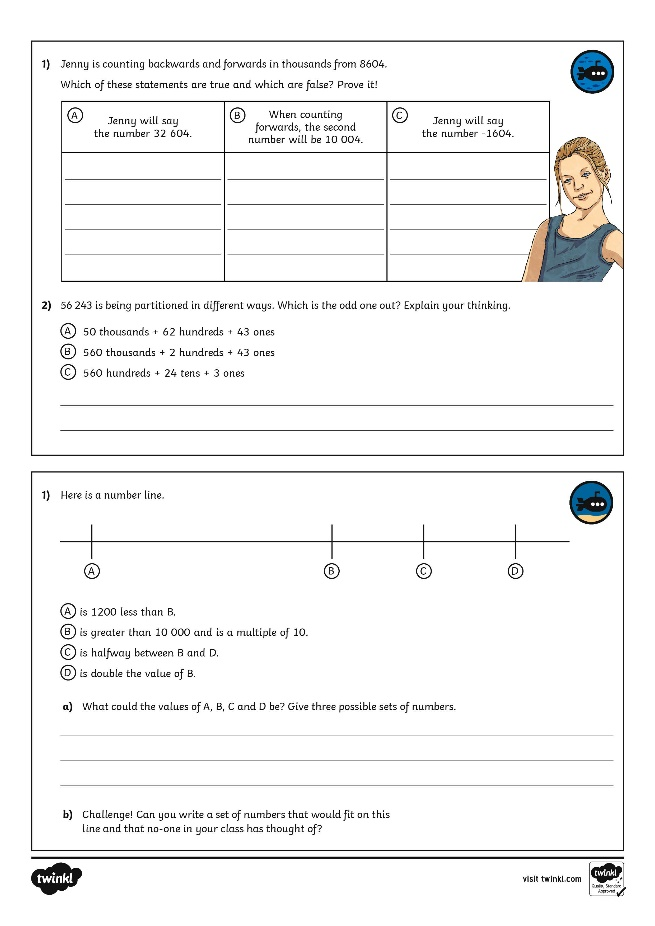 1) Jenny is counting backwards and forwards in thousands from 8604.
Which of these statements are true and which are false? Prove it!
A Jenny will say
the number 32 604.
B When counting
forwards, the second
number will be 10 004.
C Jenny will say
the number -1604.
2) 56 243 is being partitioned in different ways. Which is the odd one out? Explain your thinking.
A 50 thousands + 62 hundreds + 43 ones
B 560 thousands + 2 hundreds + 43 ones
C 560 hundreds + 24 tens + 3 ones
1) Here is a number line.
A B C D
A is 1200 less than B.
B is greater than 10 000 and is a multiple of 10.
C is halfway between B and D.
D is double the value of B.
a) What could the values of A, B, C and D be? Give three possible sets of numbers.
b) Challenge! Can you write a set of numbers that would fit on this
line and that no-one in your class has thought of?
twinkl
visit twinkl.com
twinkl
Quality Standard
Approved